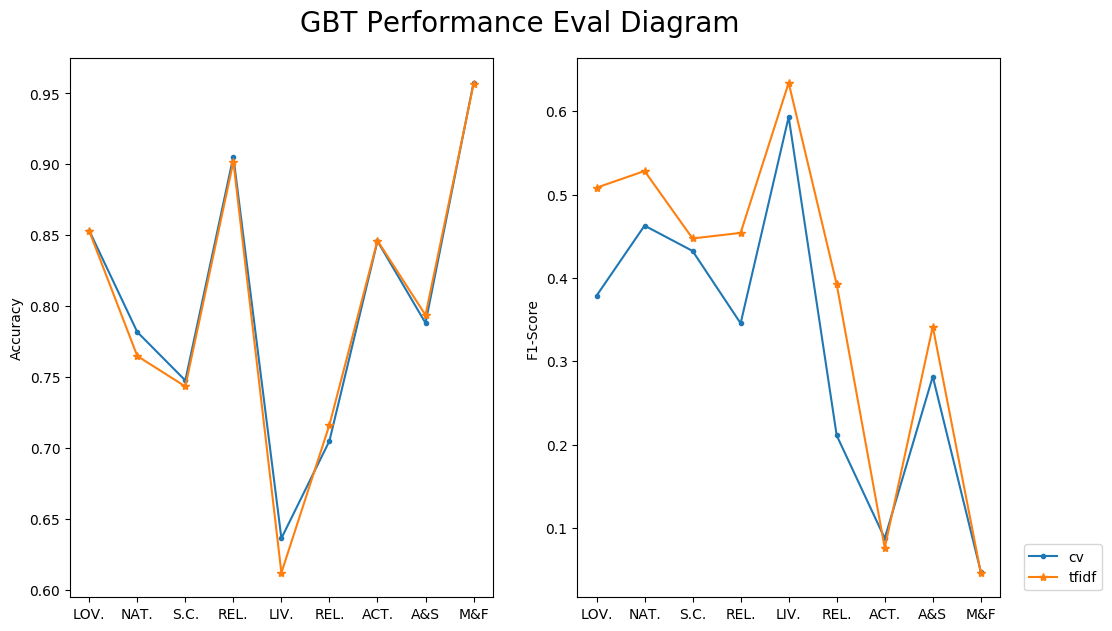 GBT Performance Eval Diagram
Accuracy
0.95
0.90
0.85
0.80
0.75
0.70
0.65
0.60
LOV. NAT. S.C. REL. LIV. REL. ACT. A&S M&F
F1-Score
0.6
0.5
0.4
0.3
0.2
0.1
LOV. NAT. S.C. REL. LIV. REL. ACT. A&S M&F
cv
tfidf